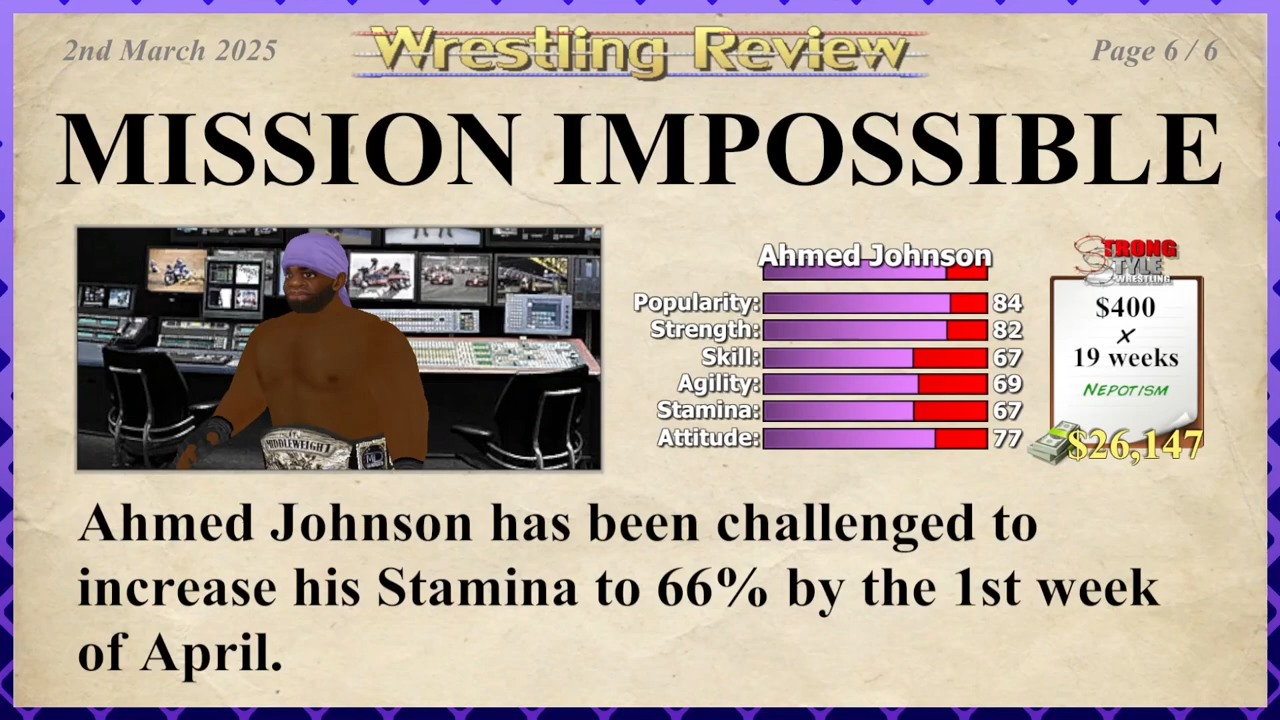 2nd March 2025
Wrestling Review
Page 6 / 6
MISSION IMPOSSIBLE
MIDDLEWEIGHT
Ahmed Johnson
Popularity: 84
Strength: 82
Skill: 67
Agility: 69
Stamina: 67
Attitude: 77
STRONG
STYLE
WRESTLING
$400
×
19 weeks
NEPOTISM
$26,147
Ahmed Johnson has been challenged to
increase his Stamina to 66% by the 1st week
of April.